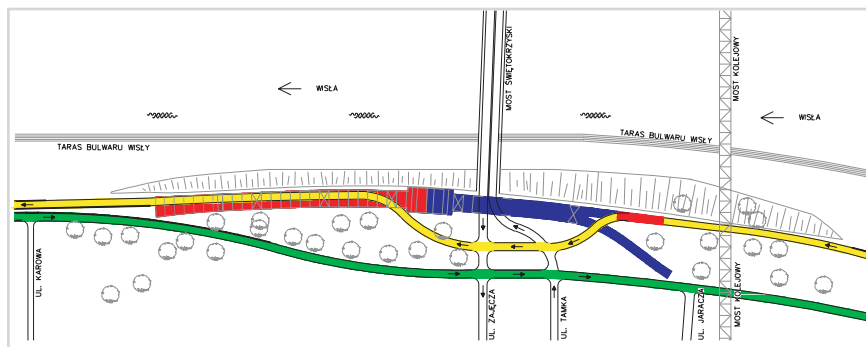 MOST ŚWIĘTOKRZYSKI
MOST KOLEJOWY
WISŁA
WISŁA
TARAS BULWARU WISŁY
TARAS BULWARU WISŁY
UL. KAROWA
UL. ZAJĘCZA
UL. TAMKA
UL. JARACZA
MOST KOLEJOWY